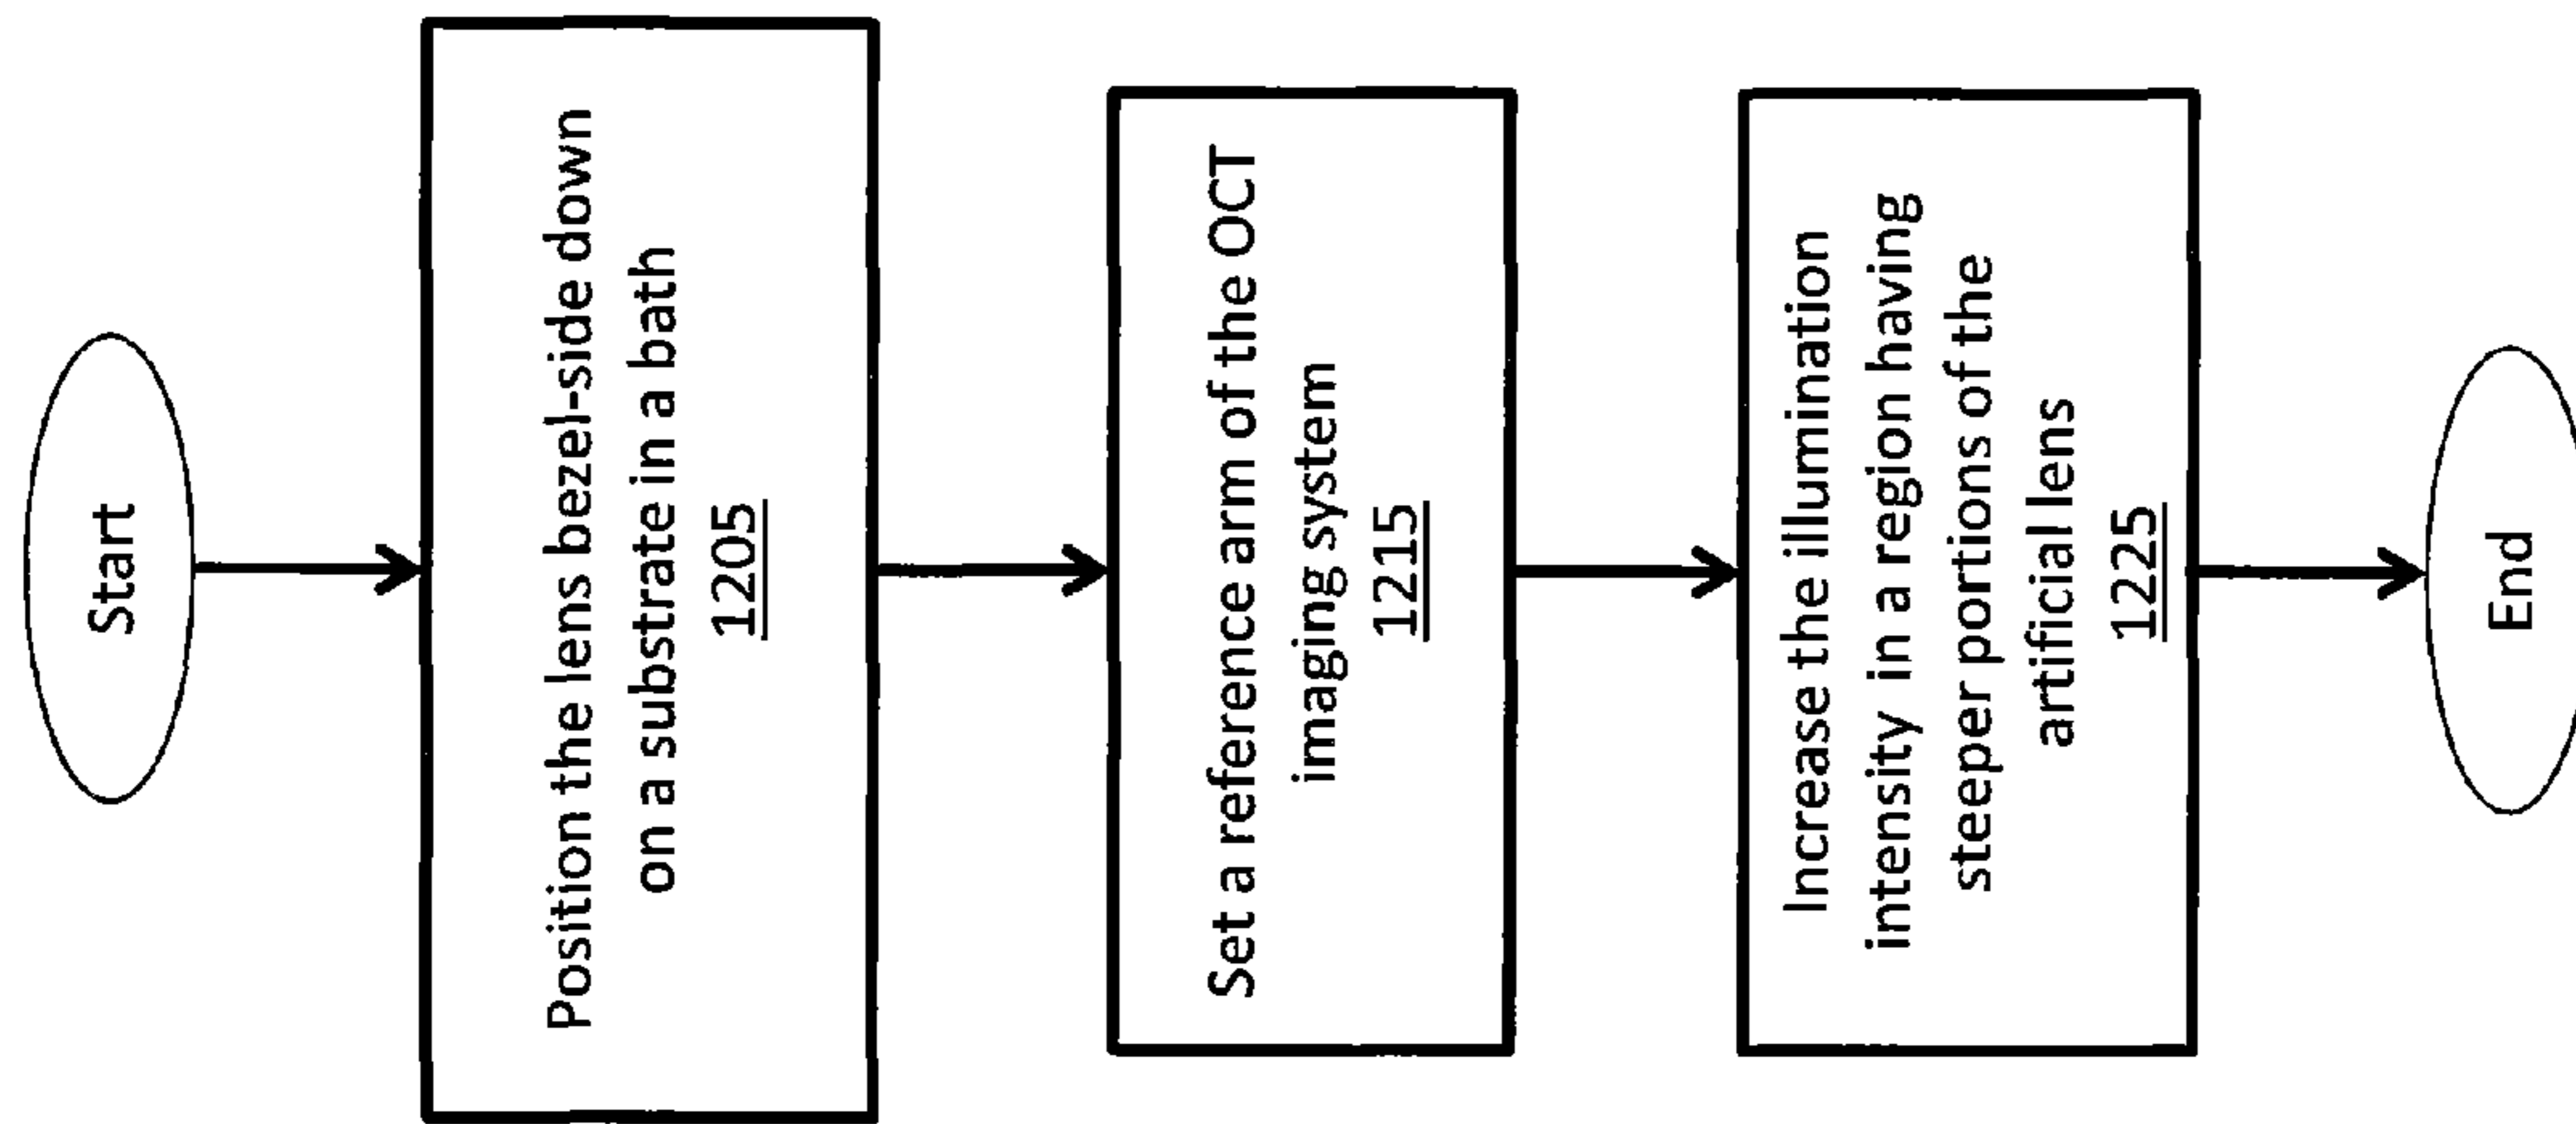 Start
Position the lens bezel-side down
on a substrate in a bath
1205
Set a reference arm of the OCT
imaging system
1215
Increase the illumination
intensity in a region having
steeper portions of the
artificial lens
1225
End